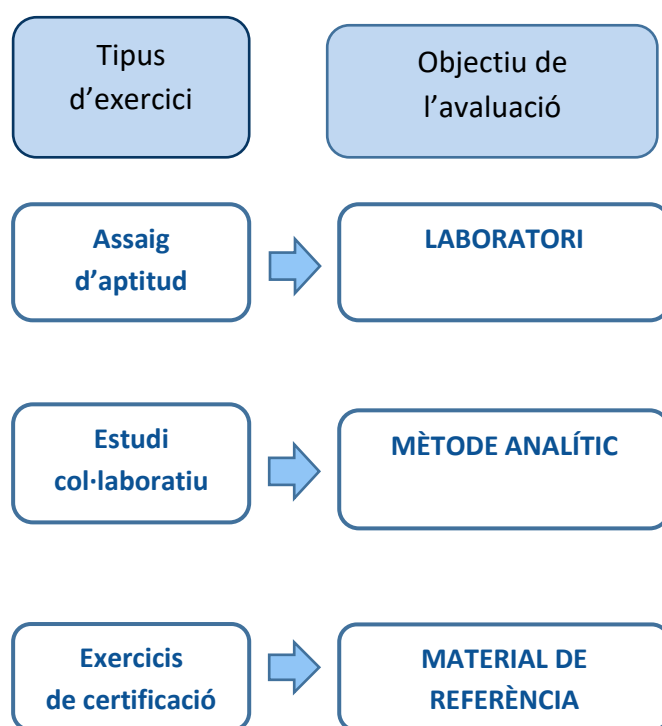 Tipus
d’exercici
Objectiu de
l’avaluació
Assaig
d’aptitud
LABORATORI
Estudi
col·laboratiu
MÈTODE ANALÍTIC
Exercicis
de certificació
MATERIAL DE
REFERÈNCIA